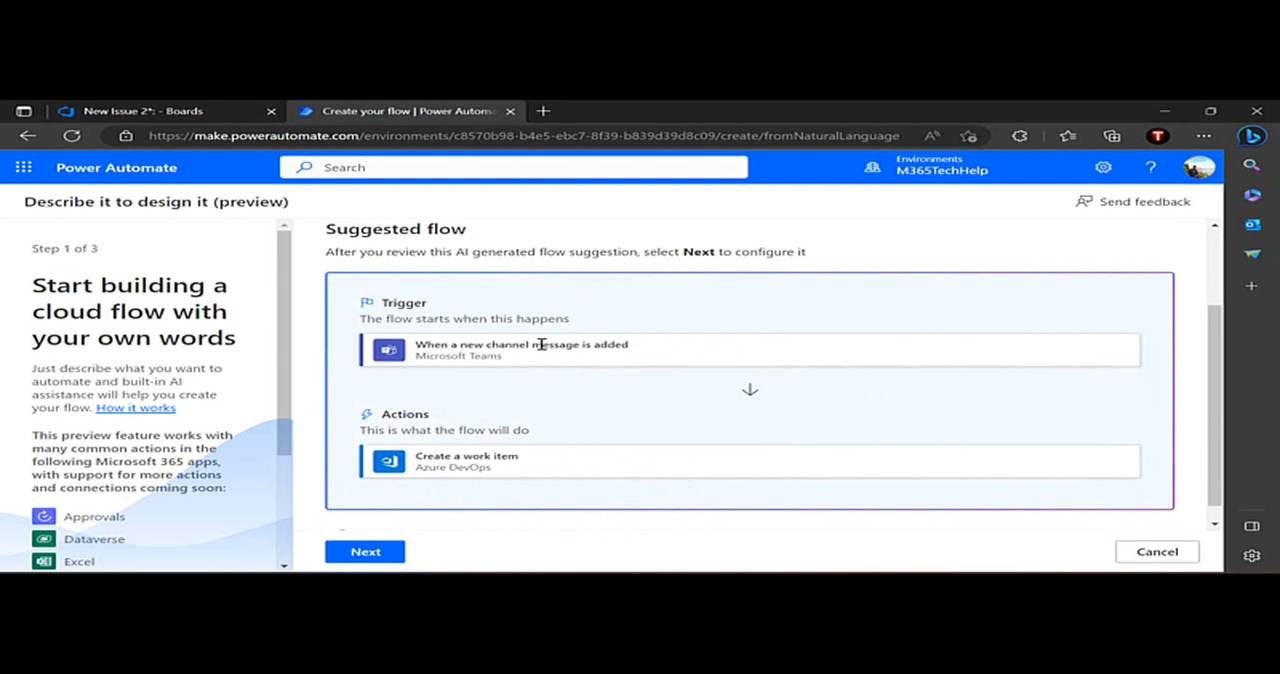 New Issue 2*: - Boards
Create your flow | Power Autom
https://make.powerautomate.com/environments/c8570b98-b4e5-ebc7-8f39-b839d39d8c09/create/fromNaturalLanguage
Power Automate
Search
Environments
M365TechHelp
Describe it to design it (preview)
Send feedback
Step 1 of 3
Start building a
cloud flow with
your own words
Just describe what you want to
automate and built-in AI
assistance will help you create
your flow. How it works
This preview feature works with
many common actions in the
following Microsoft 365 apps,
with support for more actions
and connections coming soon:
Approvals
Dataverse
Excel
Suggested flow
After you review this AI generated flow suggestion, select Next to configure it
Trigger
The flow starts when this happens
When a new channel message is added
Microsoft Teams
Actions
This is what the flow will do
Create a work item
Azure DevOps
Next
Cancel